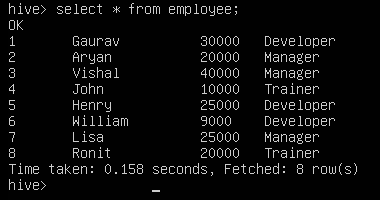 hive> select * from employee;
OK
1 Gaurav 30000 Developer
2 Aryan 20000 Manager
3 Vishal 40000 Manager
4 John 10000 Trainer
5 Henry 25000 Developer
6 William 9000 Developer
7 Lisa 25000 Manager
8 Ronit 20000 Trainer
Time taken: 0.158 seconds, Fetched: 8 row(s)
hive> _